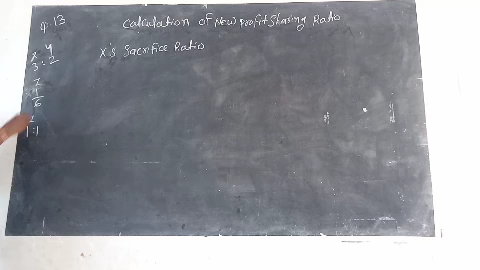 q: 13
Calculation of New Profit Sharing Ratio
X Y
3:2
X's Sacrifice Ratio
Z
1
6
1:1